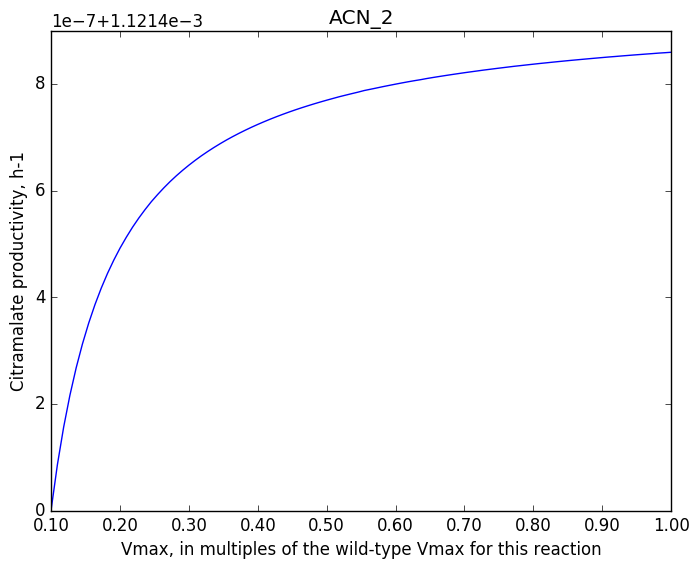 ACN_2
1e−7+1.1214e−3
8
6
4
2
0
Citramalate productivity, h-1
0.10 0.20 0.30 0.40 0.50 0.60 0.70 0.80 0.90 1.00
Vmax, in multiples of the wild-type Vmax for this reaction